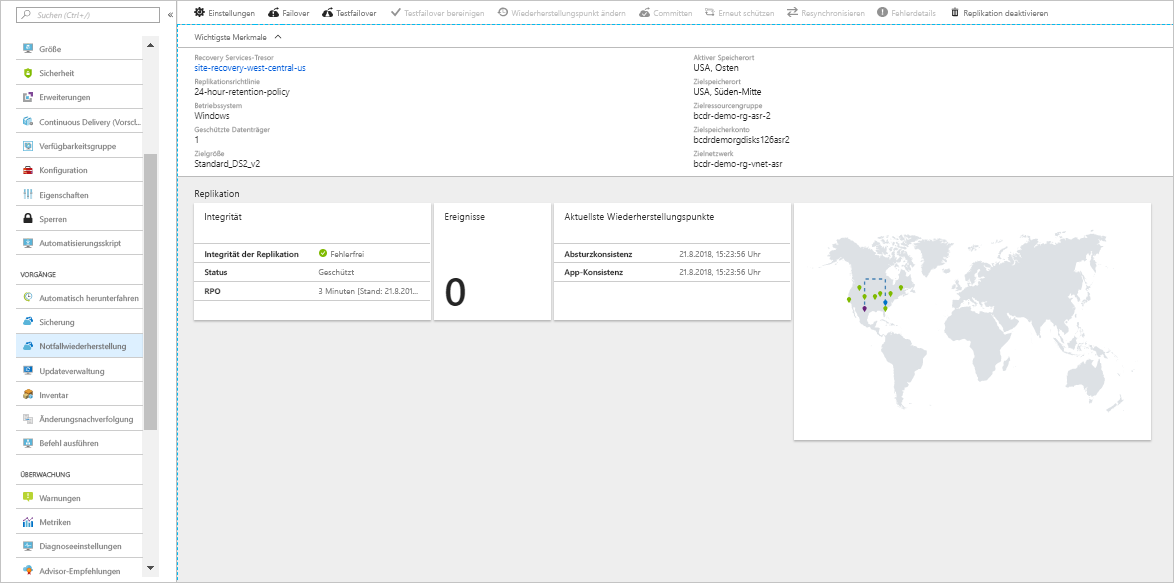 Suchen (Ctrl+/)
«
Größe
Sicherheit
Erweiterungen
Continuous Delivery (Vorscl...
Verfügbarkeitsgruppe
Konfiguration
Eigenschaften
Sperren
Automatisierungsskript
VORGÄNGE
Automatisch herunterfahren
Sicherung
Notfallwiederherstellung
Updateverwaltung
Inventar
Änderungsnachverfolgung
Befehl ausführen
ÜBERWACHUNG
Warnungen
Metriken
Diagnoseeinstellungen
Advisor-Empfehlungen
Einstellungen Failover Testfailover Testfailover bereinigen Wiederherstellungspunkt ändern Committen Erneut schützen Resynchronisieren Fehlerdetails Replikation deaktivieren
Wichtigste Merkmale
Recovery Services-Tresor
site-recovery-west-central-us
Replikationsrichtlinie
24-hour-retention-policy
Betriebssystem
Windows
Geschützte Datenträger
1
Zielgröße
Standard_DS2_v2
Aktiver Speicherort
USA, Osten
Zielspeicherort
USA, Süden-Mitte
Zielressourcengruppe
bcdr-demo-rg-asr-2
Zielspeicherkonto
bcdrdemorgdisks126asr2
Zielnetzwerk
bcdr-demo-rg-vnet-asr
Replikation
Integrität
Integrität der Replikation Fehlerfrei
Status Geschützt
RPO 3 Minuten [Stand: 21.8.201...
Ereignisse
0
Aktuellste Wiederherstellungspunkte
Absturzkonsistenz 21.8.2018, 15:23:56 Uhr
App-Konsistenz 21.8.2018, 15:23:56 Uhr